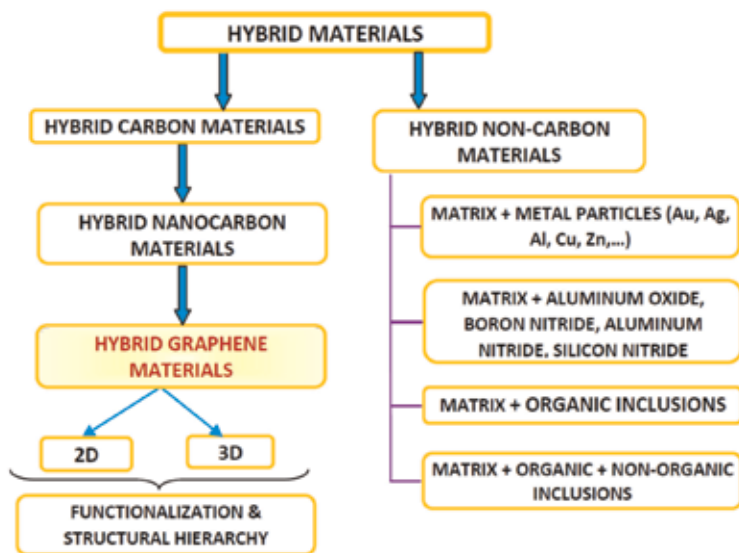 HYBRID MATERIALS
HYBRID CARBON MATERIALS
HYBRID NANOCARBON
MATERIALS
HYBRID GRAPHENE
MATERIALS
2D
3D
FUNCTIONALIZATION &
STRUCTURAL HIERARCHY
HYBRID NON-CARBON
MATERIALS
MATRIX + METAL PARTICLES (Au, Ag,
Al, Cu, Zn,...)
MATRIX + ALUMINUM OXIDE,
BORON NITRIDE, ALUMINUM
NITRIDE, SILICON NITRIDE
MATRIX + ORGANIC INCLUSIONS
MATRIX + ORGANIC + NON-ORGANIC
INCLUSIONS